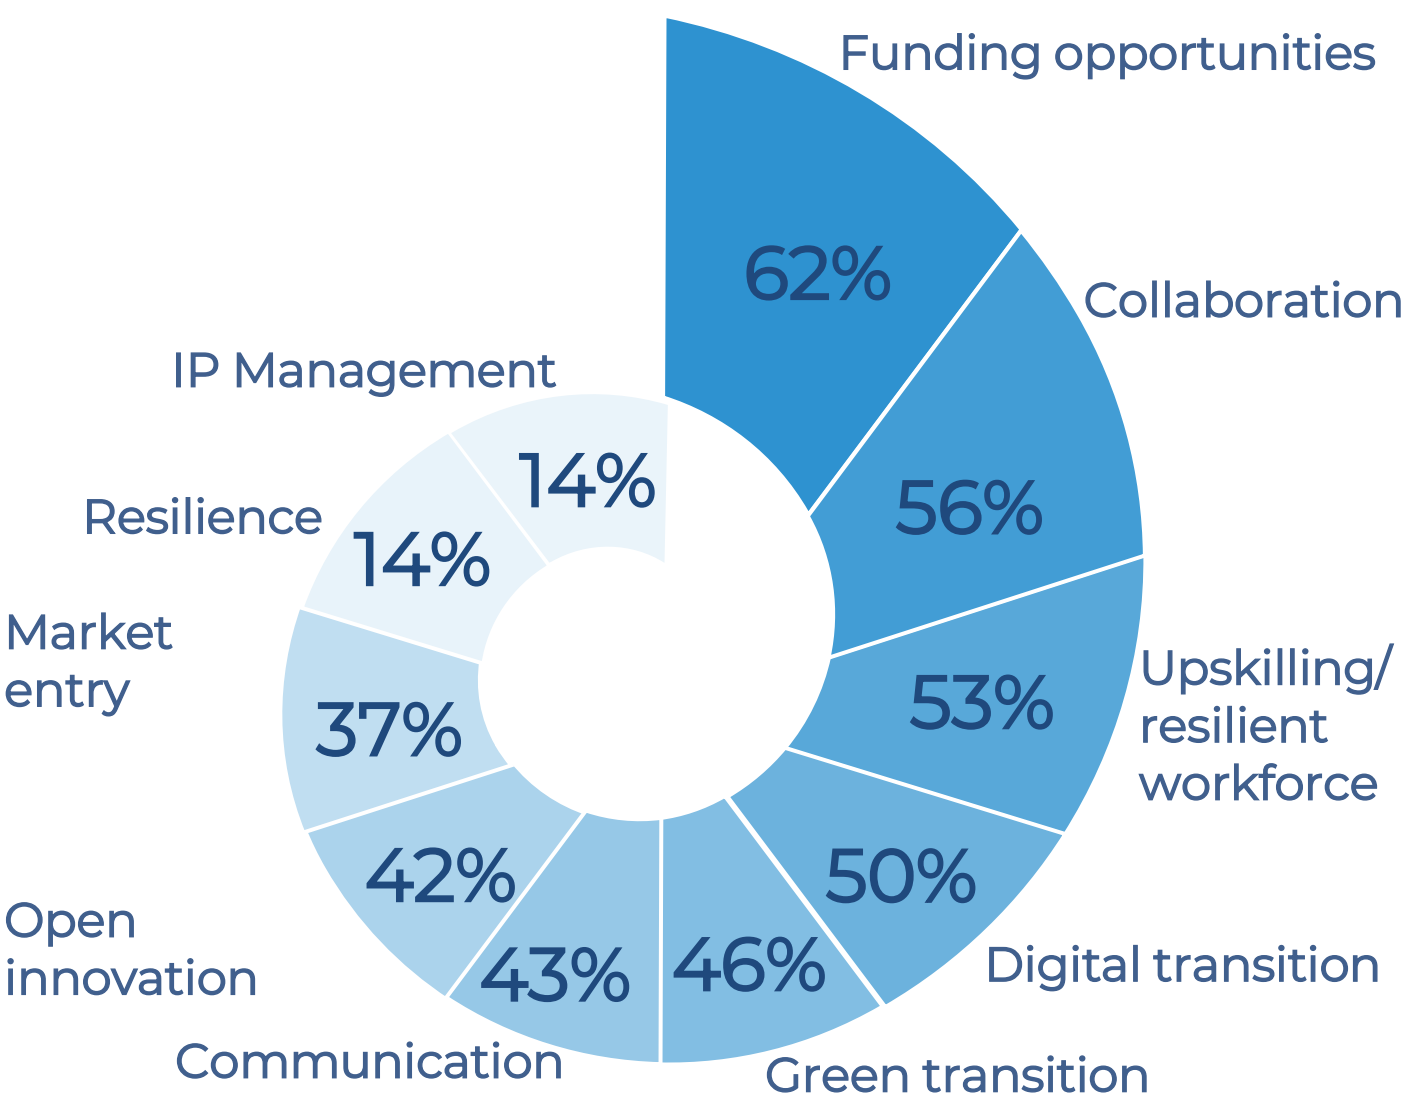 Funding opportunities
62%
Collaboration
56%
Upskilling/
resilient
workforce
53%
Digital transition
50%
Green transition
46%
Communication
43%
Open
innovation
42%
Market
entry
37%
Resilience
14%
IP Management
14%